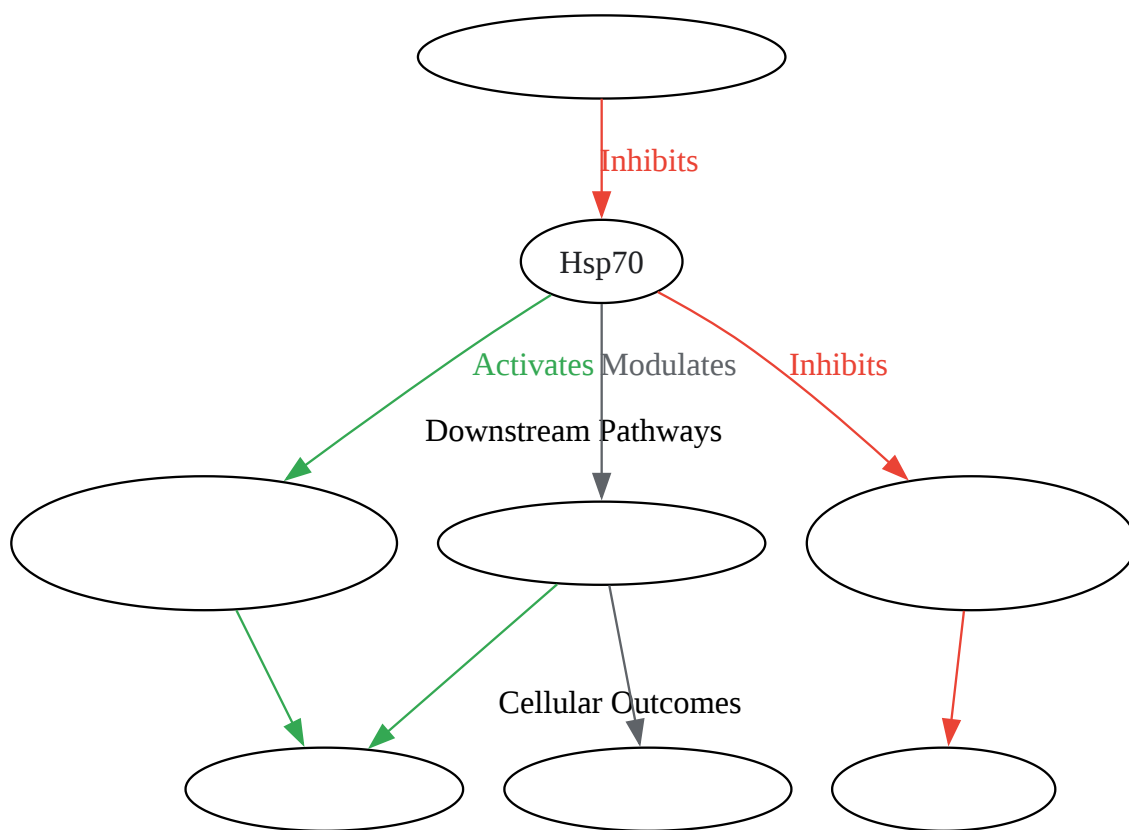 Inhibits
Hsp70
Activates
Modulates
Inhibits
Downstream Pathways
Cellular Outcomes